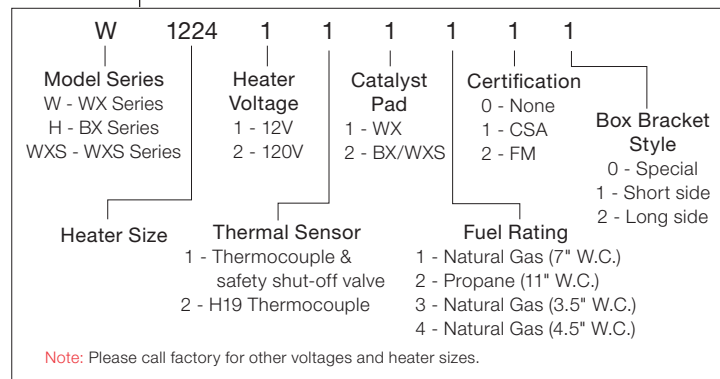 W 1224 1 1 1 1 1 1
Model Series
W - WX Series
H - BX Series
WXS - WXS Series
Heater
Voltage
1 - 12V
2 - 120V
Catalyst
Pad
1 - WX
2 - BX/WXS
Certification
0 - None
1 - CSA
2 - FM
Box Bracket
Style
0 - Special
1 - Short side
2 - Long side
Heater Size
Thermal Sensor
1 - Thermocouple &
safety shut-off valve
2 - H19 Thermocouple
Fuel Rating
1 - Natural Gas (7" W.C.)
2 - Propane (11" W.C.)
3 - Natural Gas (3.5" W.C.)
4 - Natural Gas (4.5" W.C.)
Note: Please call factory for other voltages and heater sizes.